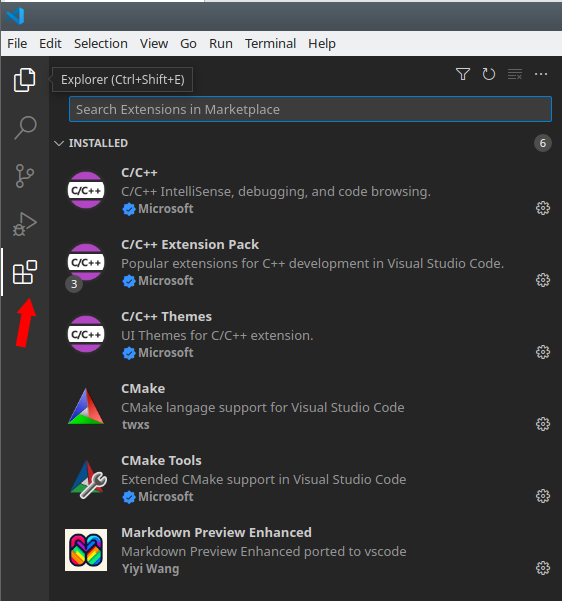 File Edit Selection View Go Run Terminal Help
Explorer (Ctrl+Shift+E)
Search Extensions in Marketplace
INSTALLED 6
C/C++
C/C++
C/C++ IntelliSense, debugging, and code browsing.
Microsoft
C/C++
C/C++ Extension Pack
Popular extensions for C++ development in Visual Studio Code.
3
Microsoft
C/C++
C/C++ Themes
UI Themes for C/C++ extension.
Microsoft
CMake
CMake langage support for Visual Studio Code
twxs
CMake Tools
Extended CMake support in Visual Studio Code
Microsoft
Markdown Preview Enhanced
Markdown Preview Enhanced ported to vscode
Yiyi Wang